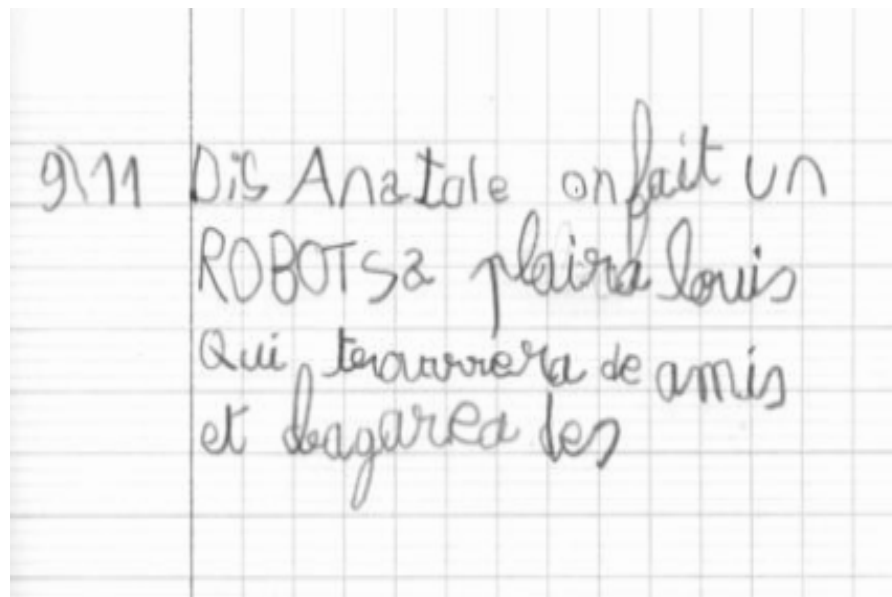 9\11 Dis Anatole on fait un
ROBOT sa plaira louis
Qui trouvera de amis
et bagarea les